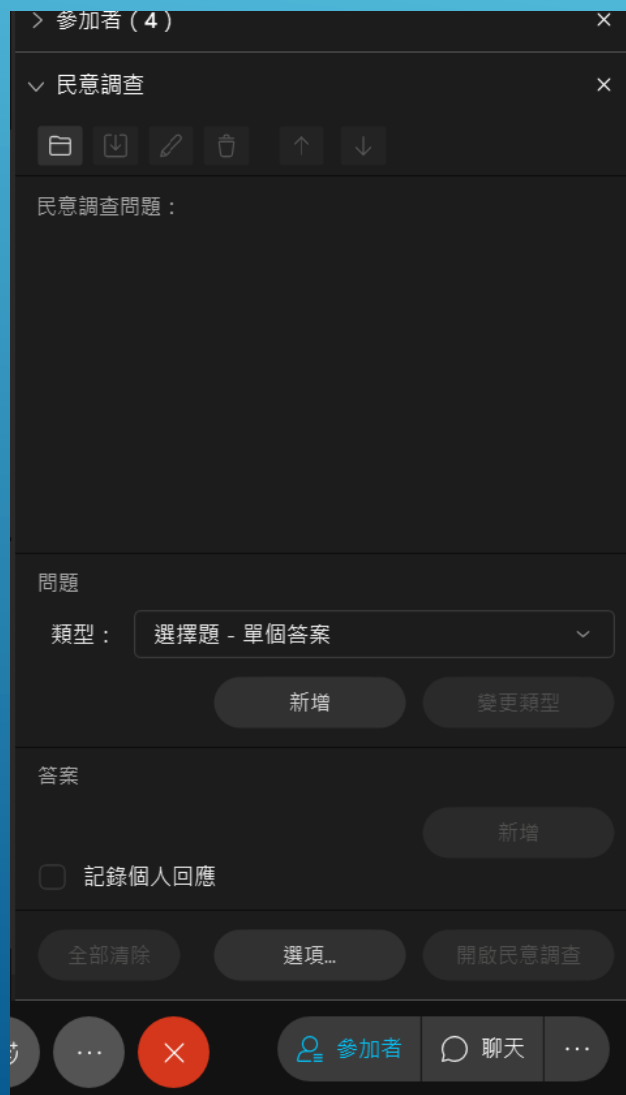 參加者(4)
民意調查
民意調查問題:
問題
類型: 選擇題 - 單個答案
新增 變更類型
答案
新增
記錄個人回應
全部清除 選項... 開啟民意調查
參加者 聊天